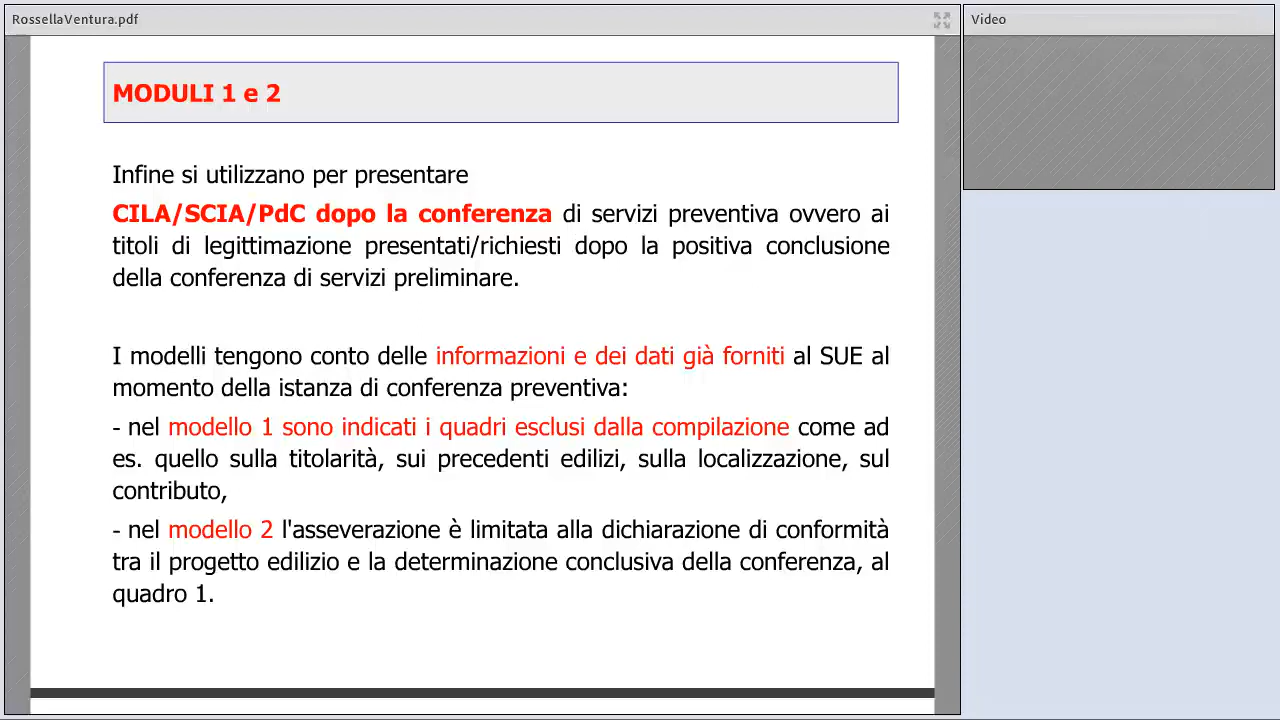 RossellaVentura.pdf
Video
MODULI 1 e 2
Infine si utilizzano per presentare
CILA/SCIA/PdC dopo la conferenza di servizi preventiva ovvero ai
titoli di legittimazione presentati/richiesti dopo la positiva conclusione
della conferenza di servizi preliminare.
I modelli tengono conto delle informazioni e dei dati già forniti al SUE al
momento della istanza di conferenza preventiva:
- nel modello 1 sono indicati i quadri esclusi dalla compilazione come ad
es. quello sulla titolarità, sui precedenti edilizi, sulla localizzazione, sul
contributo,
- nel modello 2 l'asseverazione è limitata alla dichiarazione di conformità
tra il progetto edilizio e la determinazione conclusiva della conferenza, al
quadro 1.